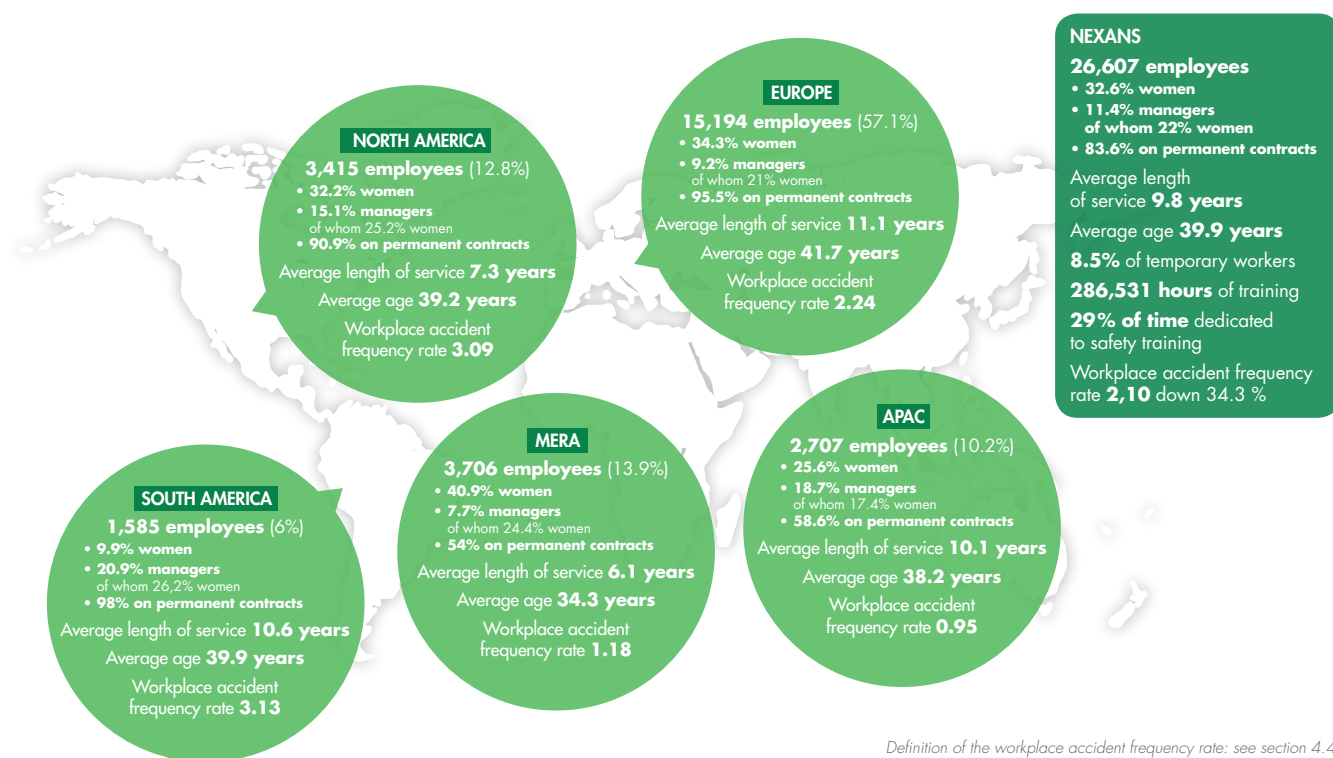 NORTH AMERICA
3,415 employees (12.8%)
• 32.2% women
• 15.1% managers
of whom 25.2% women
• 90.9% on permanent contracts
Average length of service 7.3 years
Average age 39.2 years
Workplace accident
frequency rate 3.09
EUROPE
15,194 employees (57.1%)
• 34.3% women
• 9.2% managers
of whom 21% women
• 95.5% on permanent contracts
Average length of service 11.1 years
Average age 41.7 years
Workplace accident
frequency rate 2.24
NEXANS
26,607 employees
• 32.6% women
• 11.4% managers
of whom 22% women
• 83.6% on permanent contracts
Average length
of service 9.8 years
Average age 39.9 years
8.5% of temporary workers
286,531 hours of training
29% of time dedicated
to safety training
Workplace accident frequency
rate 2,10 down 34.3 %
SOUTH AMERICA
1,585 employees (6%)
• 9.9% women
• 20.9% managers
of whom 26,2% women
• 98% on permanent contracts
Average length of service 10.6 years
Average age 39.9 years
Workplace accident
frequency rate 3.13
MERA
3,706 employees (13.9%)
• 40.9% women
• 7.7% managers
of whom 24.4% women
• 54% on permanent contracts
Average length of service 6.1 years
Average age 34.3 years
Workplace accident
frequency rate 1.18
APAC
2,707 employees (10.2%)
• 25.6% women
• 18.7% managers
of whom 17.4% women
• 58.6% on permanent contracts
Average length of service 10.1 years
Average age 38.2 years
Workplace accident
frequency rate 0.95
Definition of the workplace accident frequency rate: see section 4.4